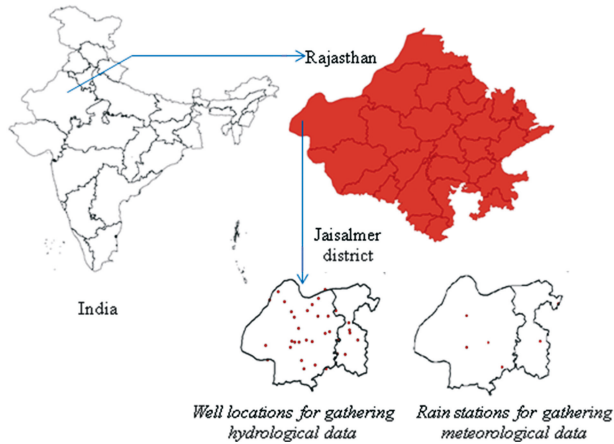 Rajasthan
Jaisalmer
district
India
Well locations for gathering
hydrological data
Rain stations for gathering
meteorological data